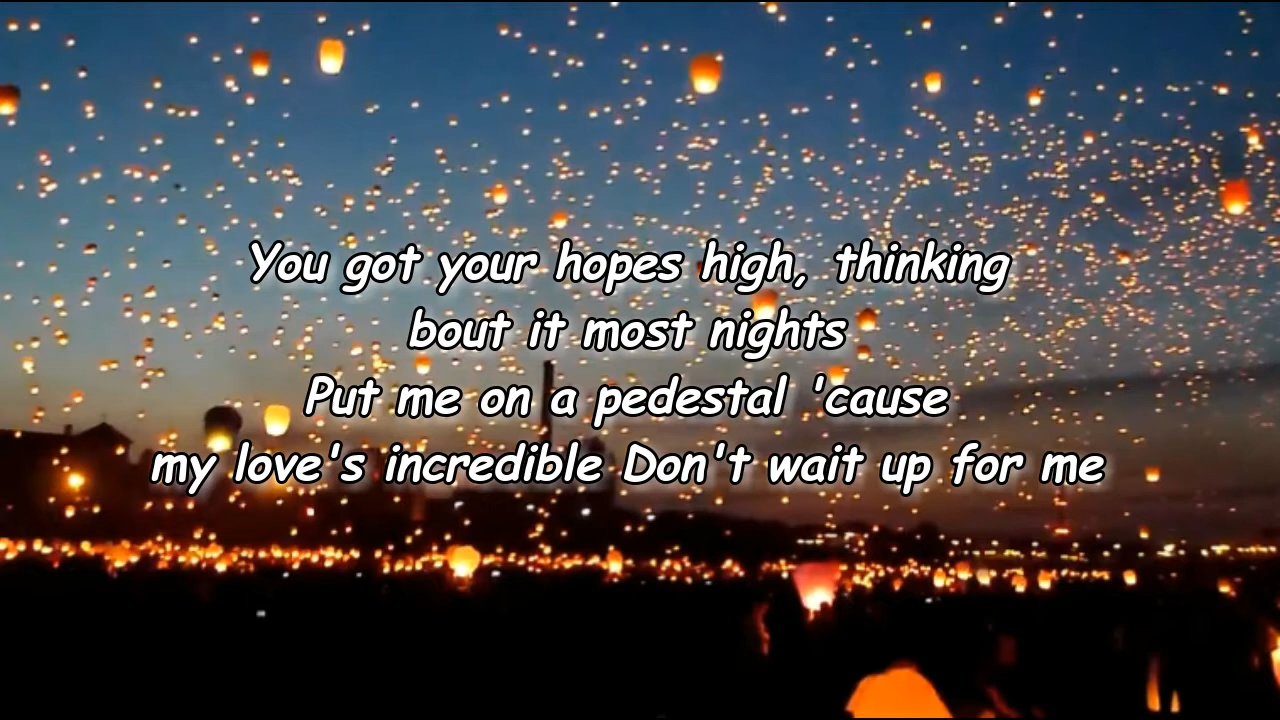 You got your hopes high, thinking
bout it most nights
Put me on a pedestal 'cause
my love's incredible Don't wait up for me